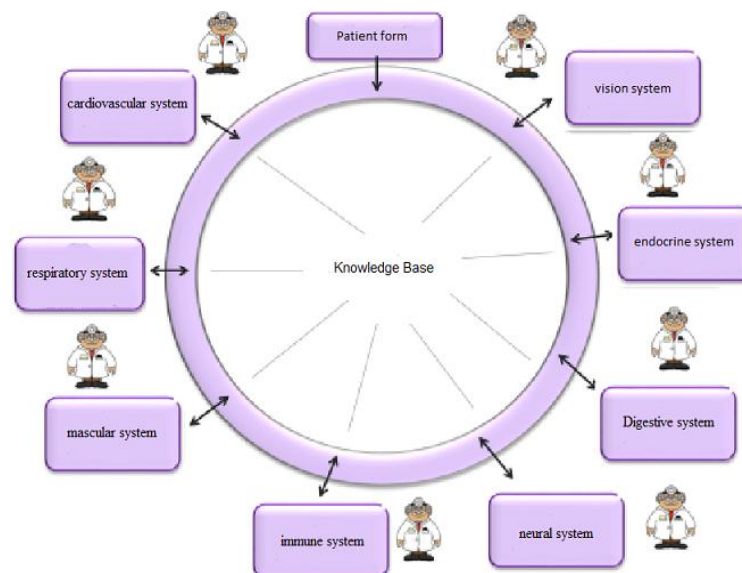 Patient form
cardiovascular system
vision system
respiratory system
endocrine system
Knowledge Base
mascular system
Digestive system
immune system
neural system